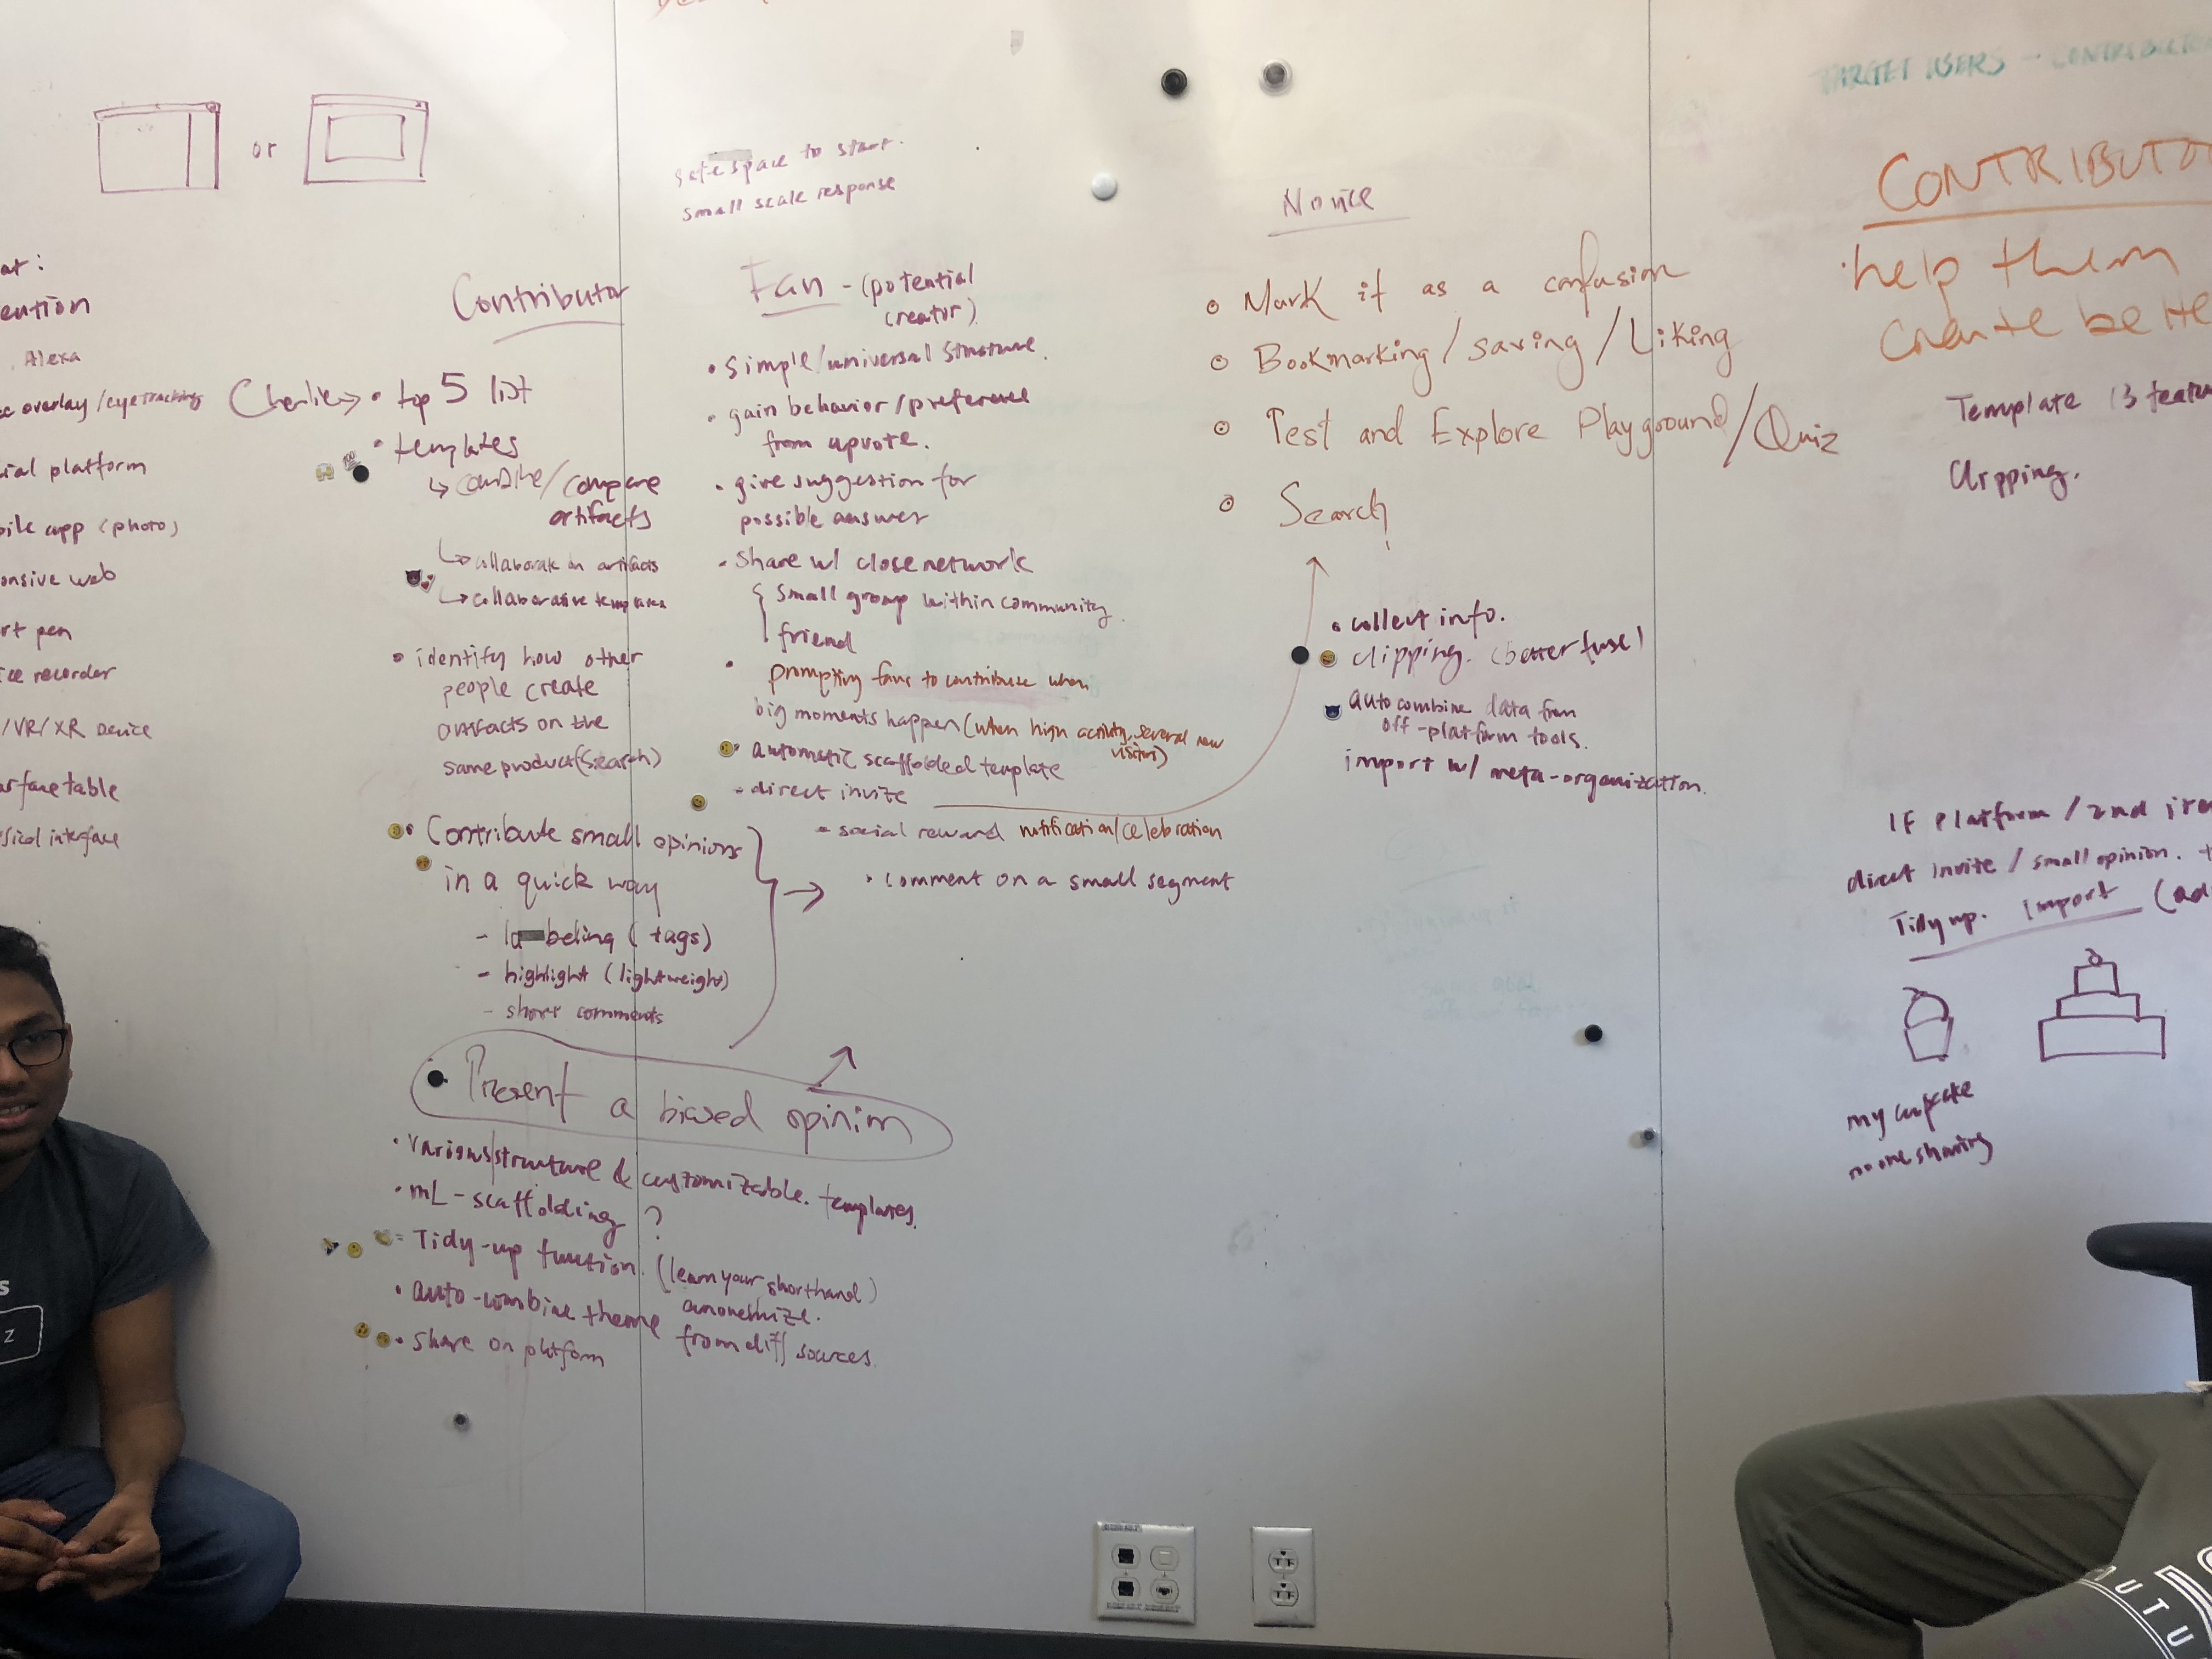 or
at:
ention
Alexa
overlay/eyetracking
ial platform
bile app (photo)
onsive web
rt pen
ice recorder
/VR/XR Device
urface table
sical interface
Contributor
Charlie → • top 5 list
• templates
↳ combine/compare
artifacts
↳ collaborate on artifacts
↳ collaborative templates
• identify how other
people create
artifacts on the
same product (search)
• Contribute small opinions
in a quick way
- labeling (tags)
- highlight (lightweight)
- short comments
• Present a biased opinion
• various structure & customizable templates.
• ML-scaffolding ?
Tidy-up function. (learn your shorthand)
• auto-combine theme
from diff sources.
• share on platform
safe space to start.
small scale response
Fan - (potential
creator)
• simple/universal structure.
• gain behavior/preference
from upvote.
• give suggestion for
possible answer
• share w/ close network
small group within community
friend
• prompting fans to contribute when
big moments happen (when high activity, several new
visitors)
• automatic scaffolded template
- direct invite
• social reward notification/celebration
• comment on a small segment
Novice
Mark it as a confusion
Bookmarking/saving/Liking
Test and Explore Playground/Quiz
Search
• collect info.
• clipping. (better fuse)
auto combine data from
off-platform tools.
import w/ meta-organization.
TARGET USERS - CONTRIBUTO
CONTRIBUTO
• help them
create bette
Template (3 featur
Clipping.
IF Platform / 2nd ite
direct invite / small opinion.
Tidy up. Import (ad
my cupcake
no one sharing
S
Z
U T U